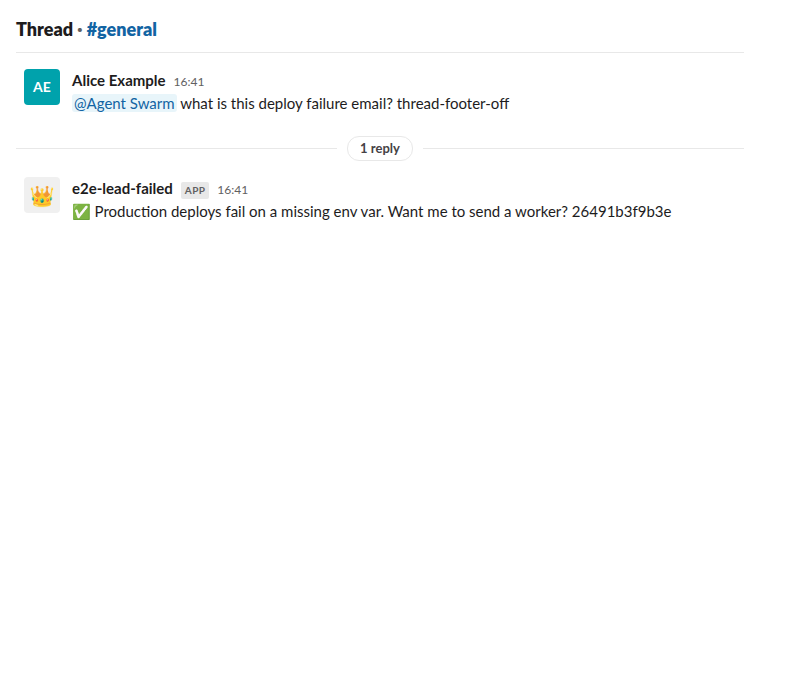 Thread • #general
AE
Alice Example 16:41
@Agent Swarm what is this deploy failure email? thread-footer-off
1 reply
e2e-lead-failed APP 16:41
✅ Production deploys fail on a missing env var. Want me to send a worker? 26491b3f9b3e